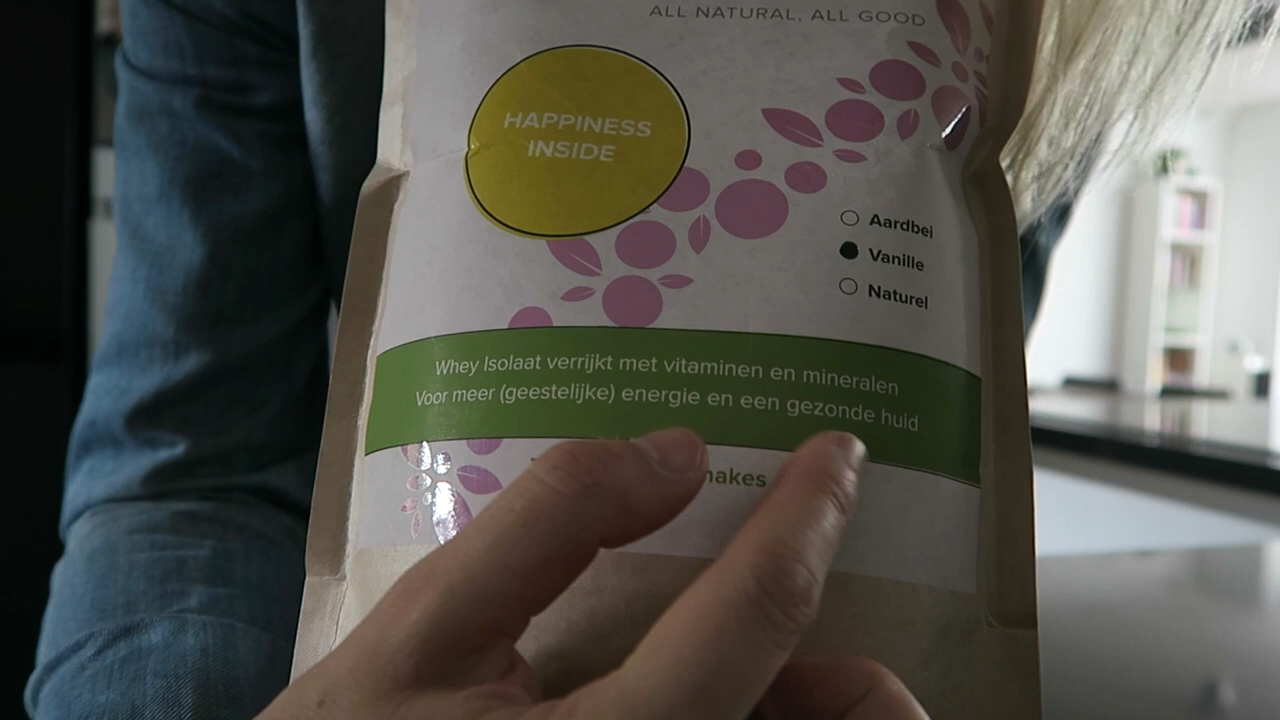 ALL NATURAL, ALL GOOD
HAPPINESS
INSIDE
Aardbei
Vanille
Naturel
Whey Isolaat verrijkt met vitaminen en mineralen
Voor meer (geestelijke) energie en een gezonde huid